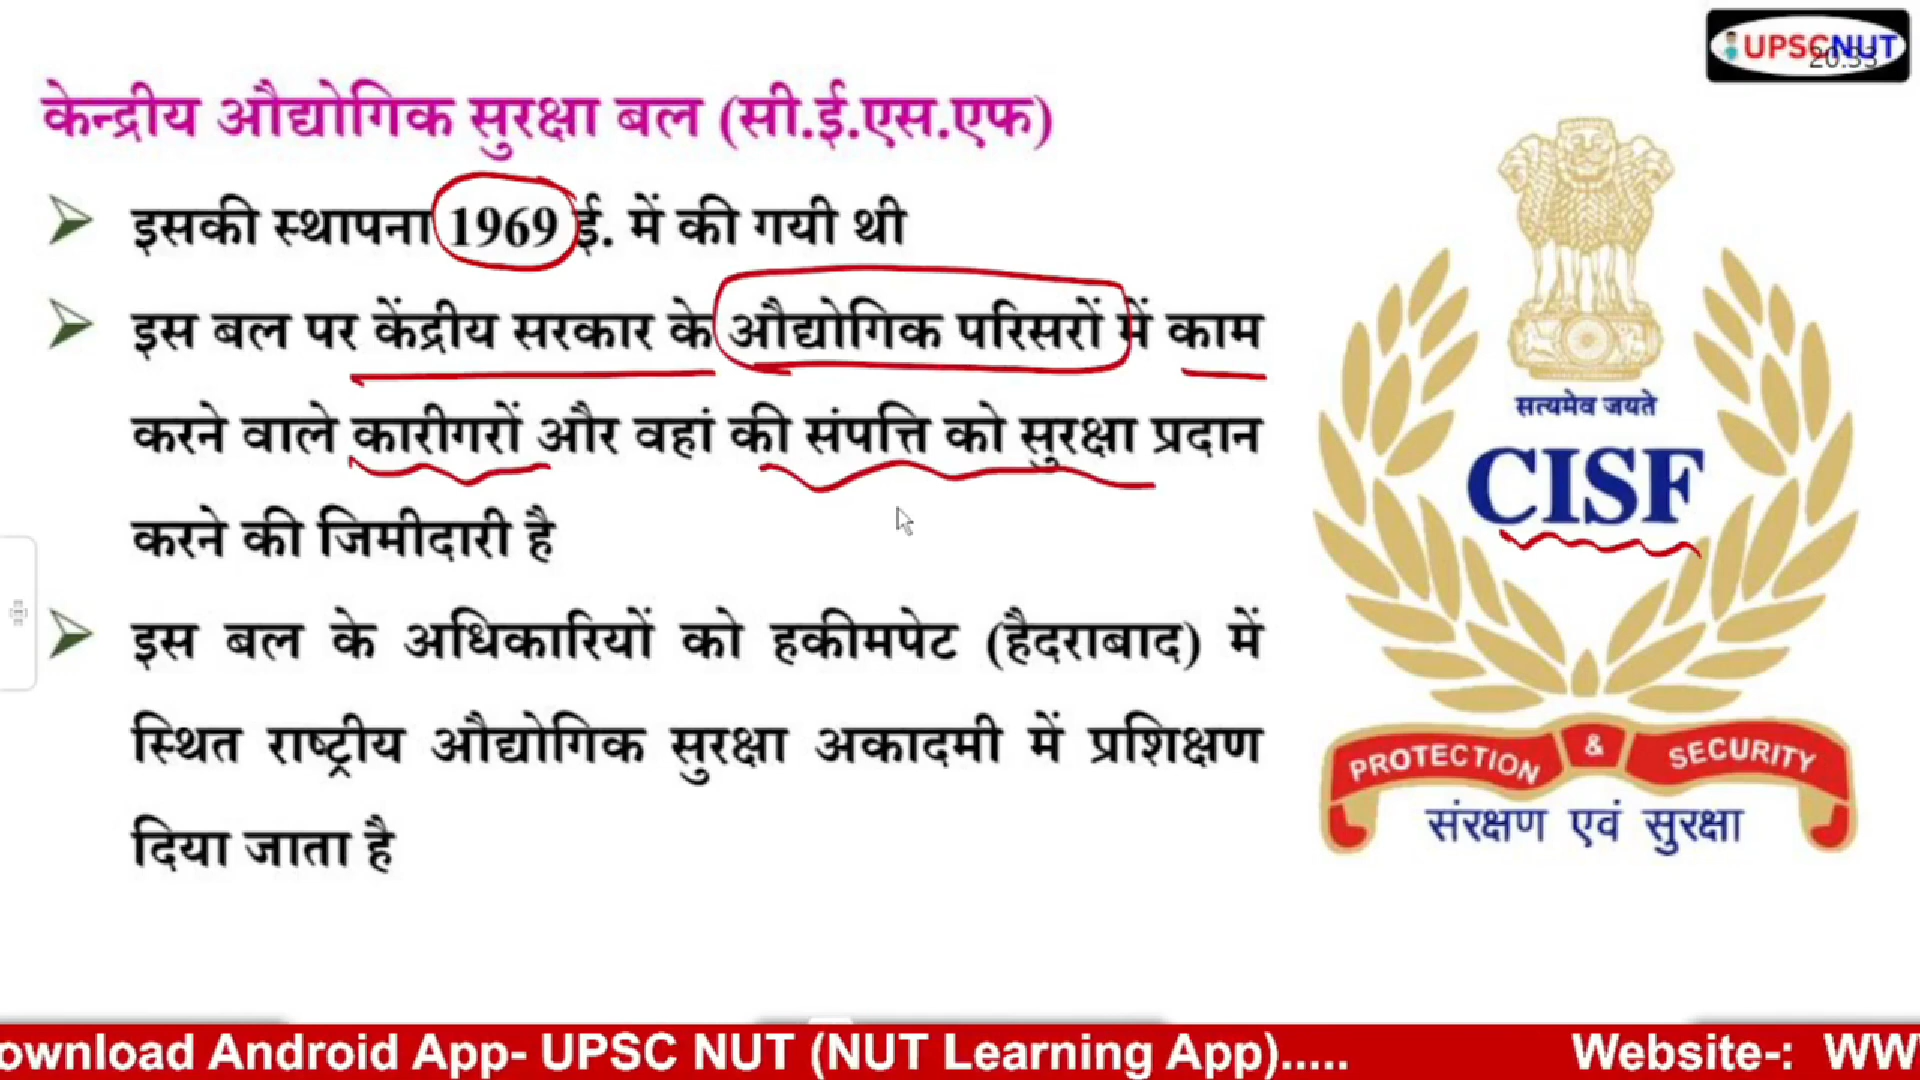 UPSCNUT
20:33
केन्द्रीय औद्योगिक सुरक्षा बल (सी.ई.एस.एफ)
इसकी स्थापना 1969 ई. में की गयी थी
इस बल पर केंद्रीय सरकार के औद्योगिक परिसरों में काम
करने वाले कारीगरों और वहां की संपत्ति को सुरक्षा प्रदान
करने की जिमीदारी है
इस बल के अधिकारियों को हकीमपेट (हैदराबाद) में
स्थित राष्ट्रीय औद्योगिक सुरक्षा अकादमी में प्रशिक्षण
दिया जाता है
सत्यमेव जयते
CISF
PROTECTION & SECURITY
संरक्षण एवं सुरक्षा
ownload Android App- UPSC NUT (NUT Learning App)..... Website-: WW